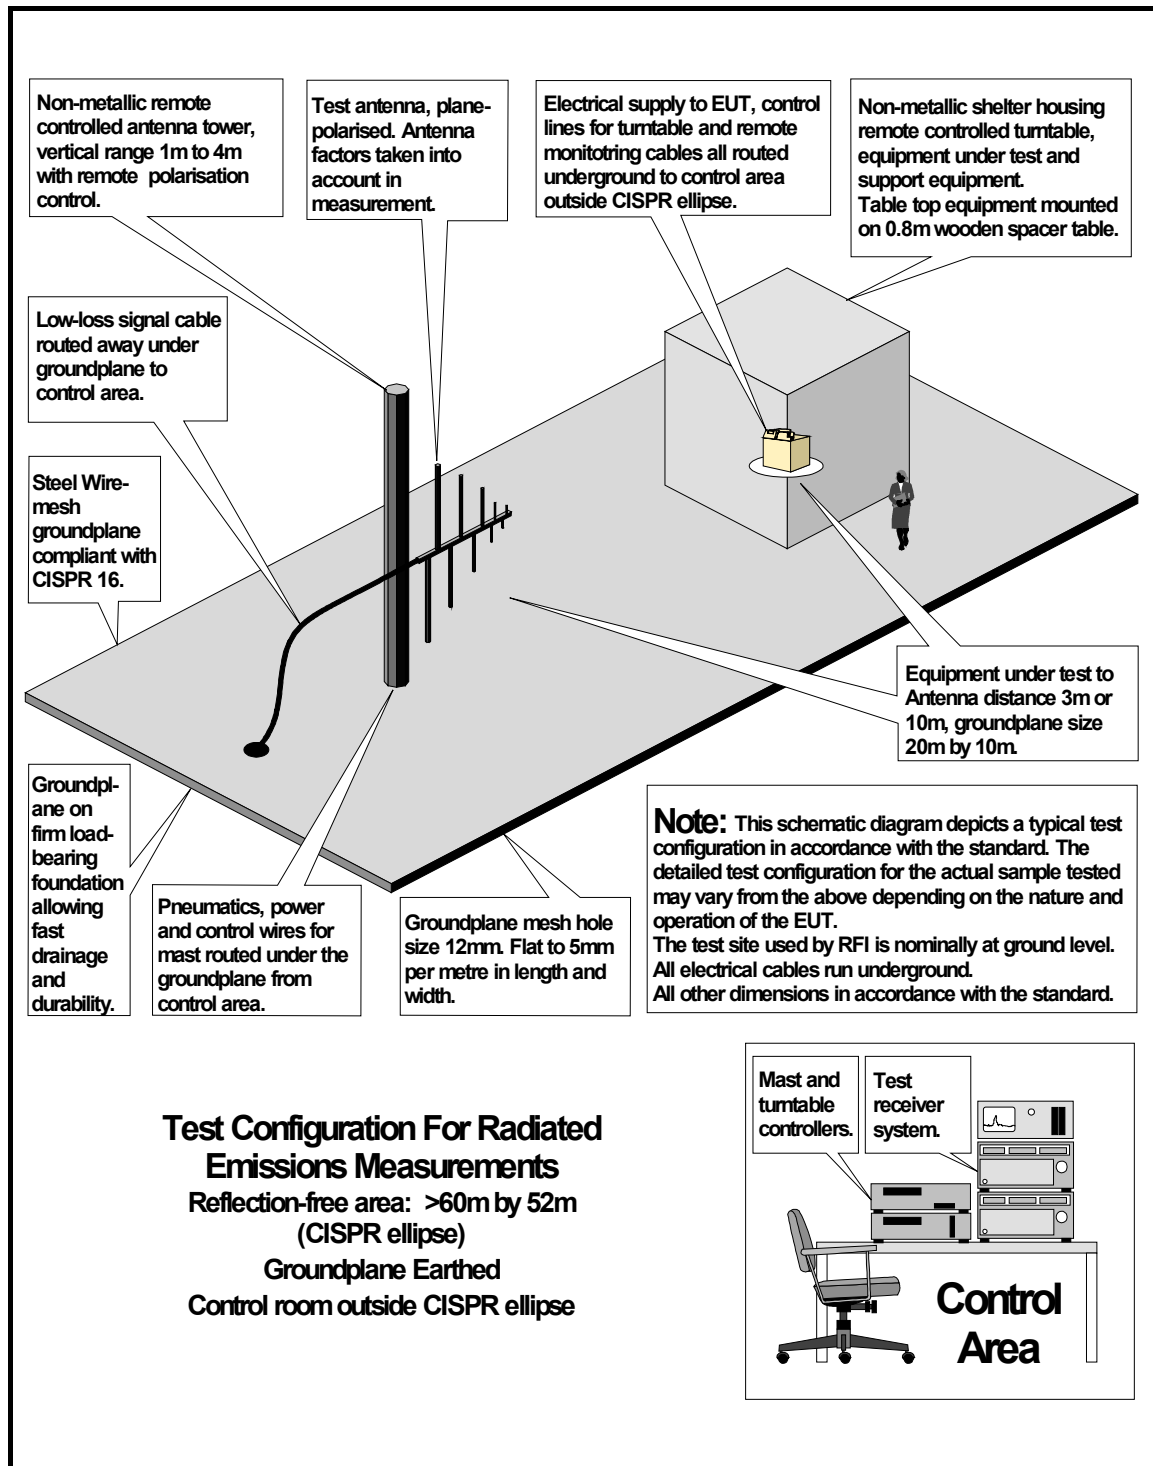 Non-metallic remote
controlled antenna tower,
vertical range 1m to 4m
with remote polarisation
control.
Test antenna, plane-
polarised. Antenna
factors taken into
account in
measurement.
Electrical supply to EUT, control
lines for turntable and remote
monitotring cables all routed
underground to control area
outside CISPR ellipse.
Non-metallic shelter housing
remote controlled turntable,
equipment under test and
support equipment.
Table top equipment mounted
on 0.8m wooden spacer table.
Low-loss signal cable
routed away under
groundplane to
control area.
Steel Wire-
mesh
groundplane
compliant with
CISPR 16.
Equipment under test to
Antenna distance 3m or
10m, groundplane size
20m by 10m.
Groundpl-
ane on
firm load-
bearing
foundation
allowing
fast
drainage
and
durability.
Pneumatics, power
and control wires for
mast routed under the
groundplane from
control area.
Groundplane mesh hole
size 12mm. Flat to 5mm
per metre in length and
width.
Note: This schematic diagram depicts a typical test
configuration in accordance with the standard. The
detailed test configuration for the actual sample tested
may vary from the above depending on the nature and
operation of the EUT.
The test site used by RFI is nominally at ground level.
All electrical cables run underground.
All other dimensions in accordance with the standard.
Test Configuration For Radiated
Emissions Measurements
Reflection-free area: >60m by 52m
(CISPR ellipse)
Groundplane Earthed
Control room outside CISPR ellipse
Mast and
turntable
controllers.
Test
receiver
system.
Control
Area